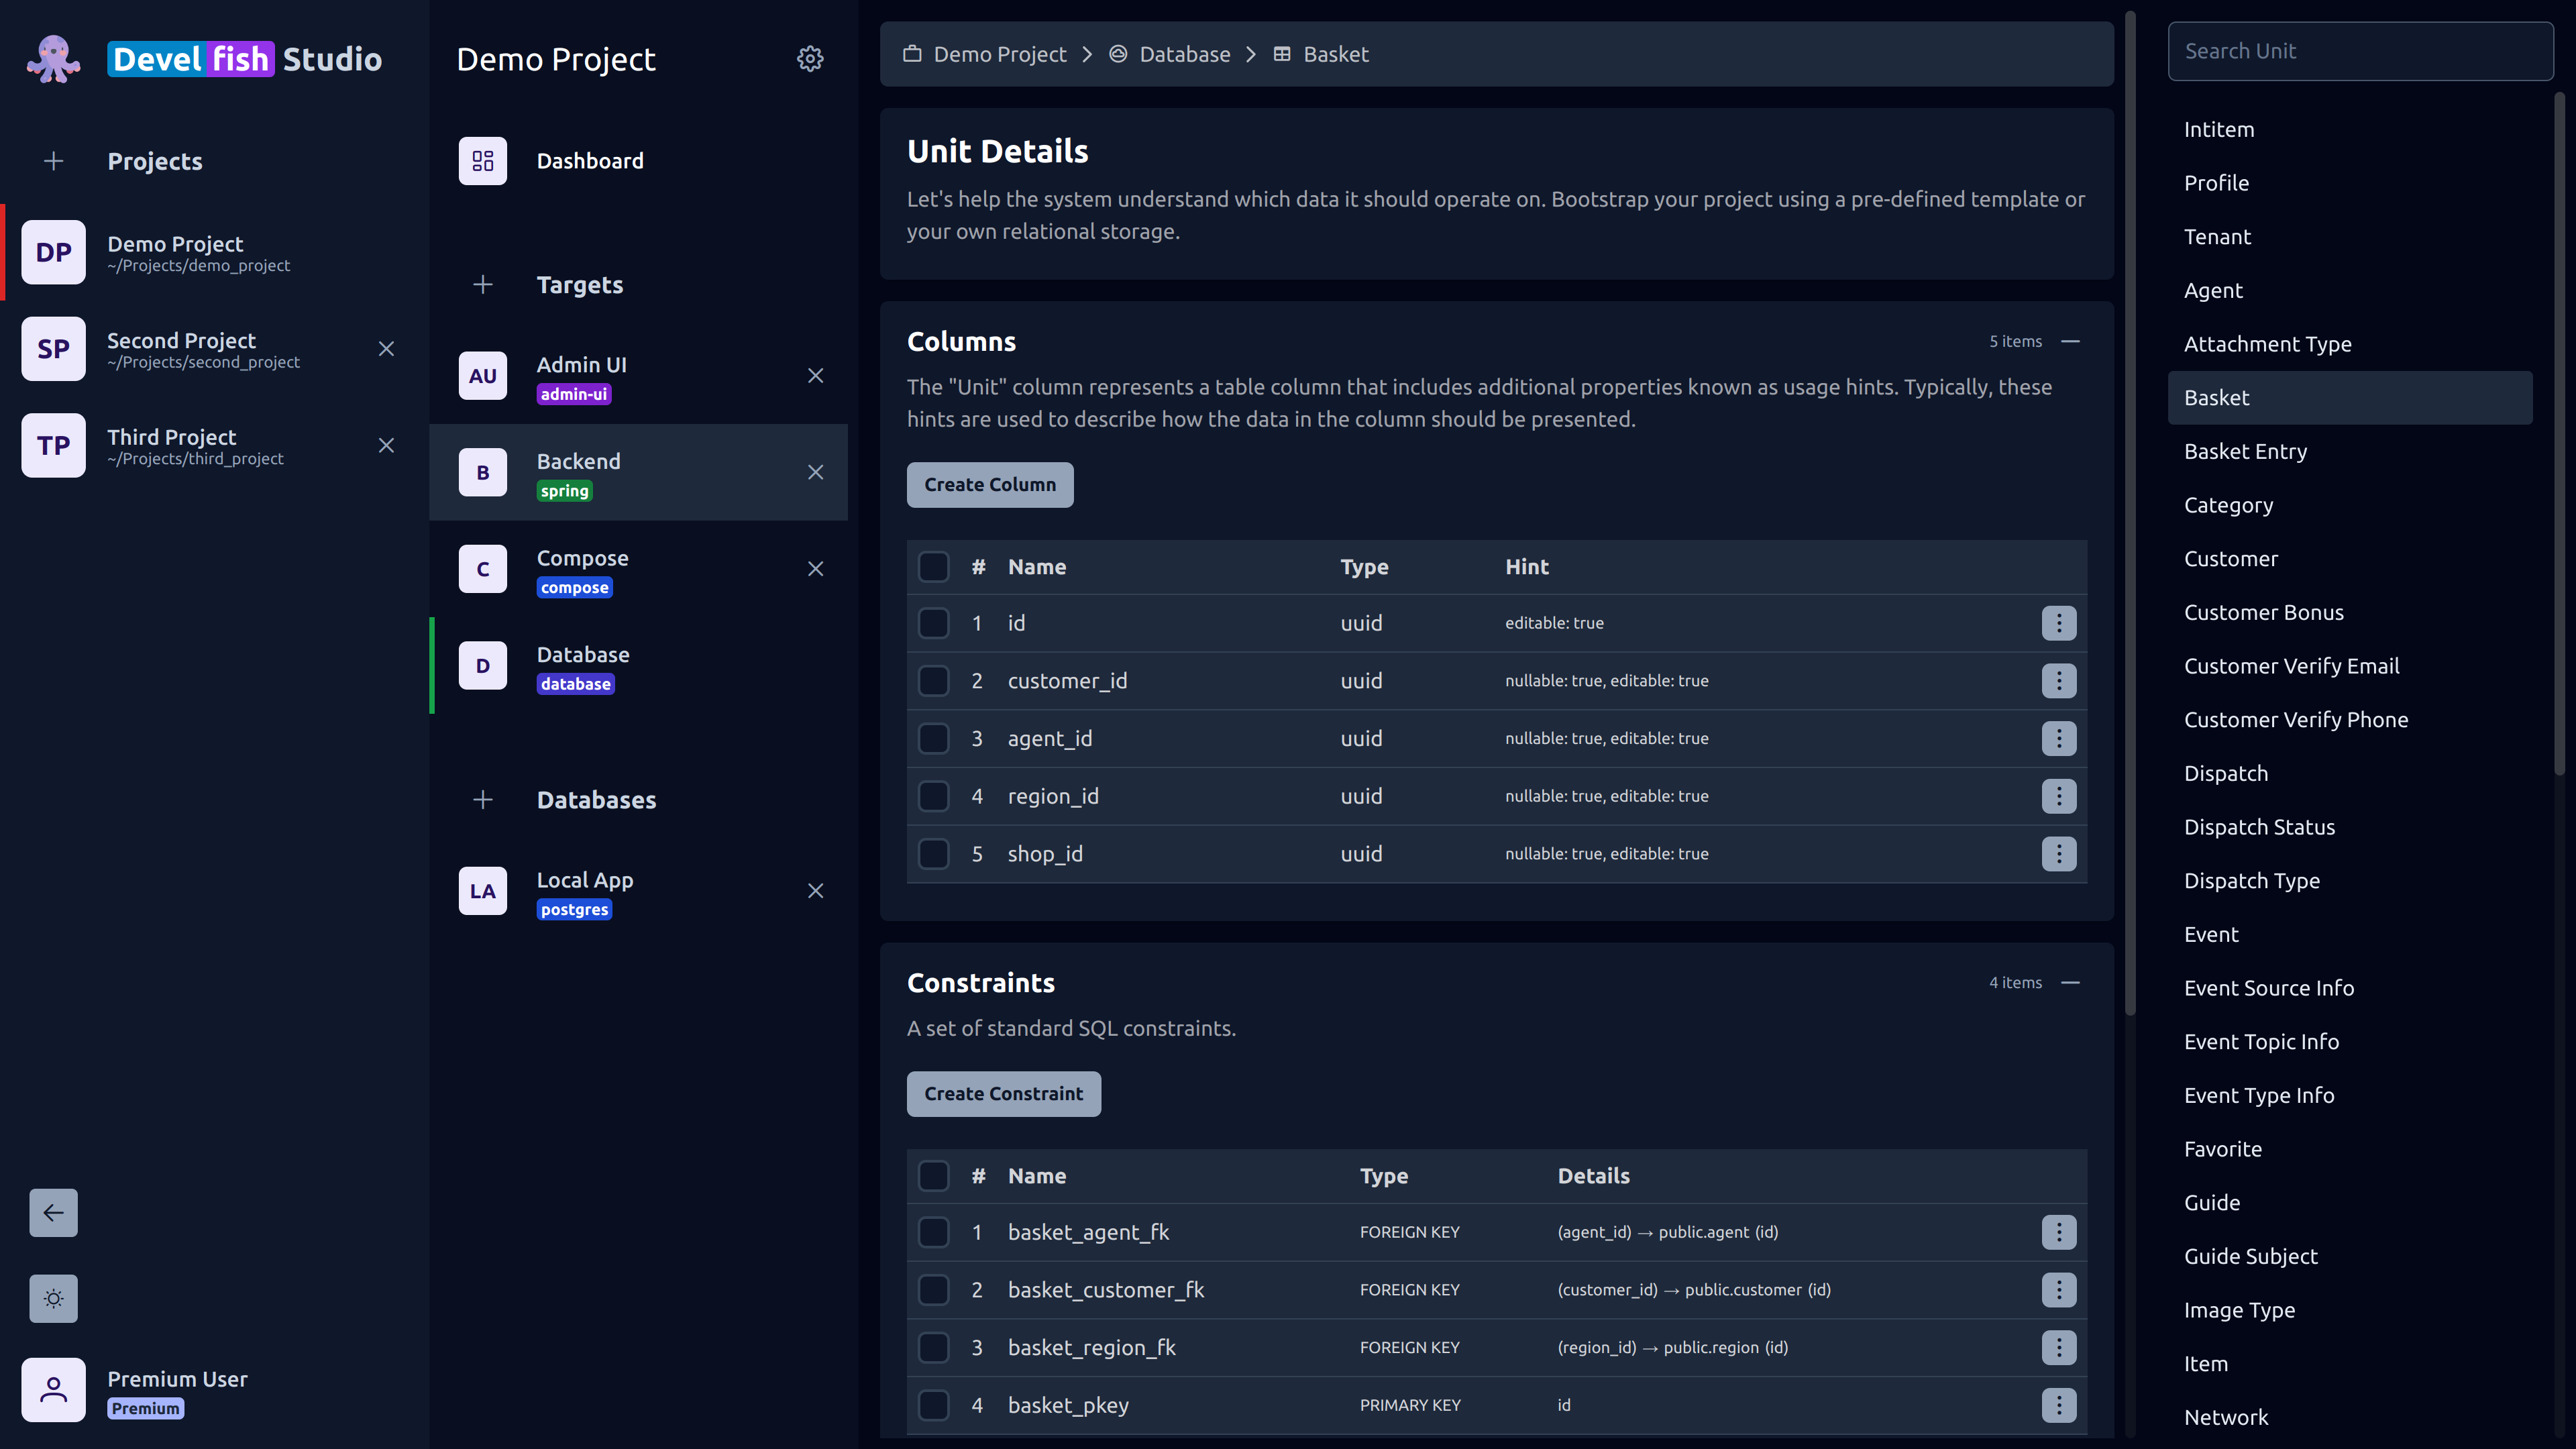 Devel fish Studio
Projects
DP
Demo Project
~/Projects/demo_project
SP
Second Project
~/Projects/second_project
TP
Third Project
~/Projects/third_project
Premium User
Premium
Demo Project
Dashboard
Targets
AU
Admin UI
admin-ui
B
Backend
spring
C
Compose
compose
D
Database
database
Databases
LA
Local App
postgres
Demo Project > Database > Basket
Unit Details
Let's help the system understand which data it should operate on. Bootstrap your project using a pre-defined template or
your own relational storage.
Columns
5 items
The "Unit" column represents a table column that includes additional properties known as usage hints. Typically, these
hints are used to describe how the data in the column should be presented.
Create Column
# Name Type Hint
1 id uuid editable: true
2 customer_id uuid nullable: true, editable: true
3 agent_id uuid nullable: true, editable: true
4 region_id uuid nullable: true, editable: true
5 shop_id uuid nullable: true, editable: true
Constraints
4 items
A set of standard SQL constraints.
Create Constraint
# Name Type Details
1 basket_agent_fk FOREIGN KEY (agent_id) → public.agent (id)
2 basket_customer_fk FOREIGN KEY (customer_id) → public.customer (id)
3 basket_region_fk FOREIGN KEY (region_id) → public.region (id)
4 basket_pkey PRIMARY KEY id
Search Unit
Intitem
Profile
Tenant
Agent
Attachment Type
Basket
Basket Entry
Category
Customer
Customer Bonus
Customer Verify Email
Customer Verify Phone
Dispatch
Dispatch Status
Dispatch Type
Event
Event Source Info
Event Topic Info
Event Type Info
Favorite
Guide
Guide Subject
Image Type
Item
Network